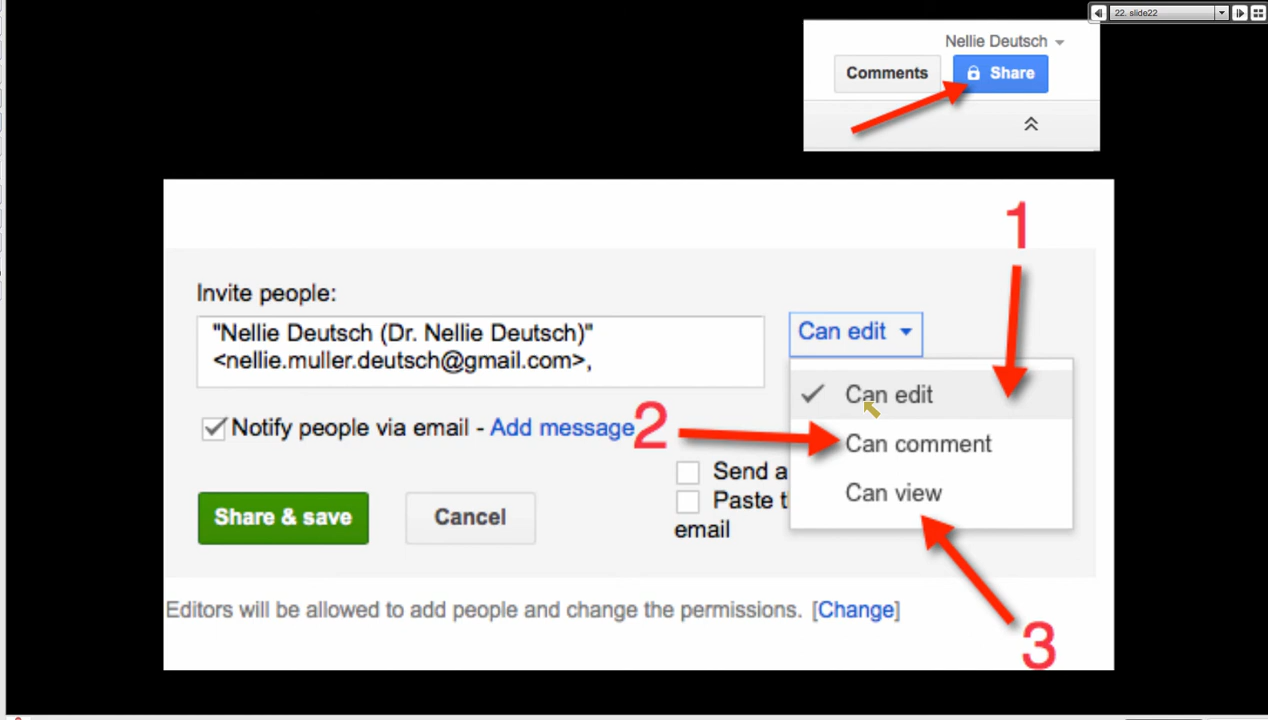 22. slide22
Nellie Deutsch
Comments
Share
1
Invite people:
"Nellie Deutsch (Dr. Nellie Deutsch)"
<nellie.muller.deutsch@gmail.com>,
Can edit
Can edit
Can comment
Can view
Notify people via email - Add message
2
Send a
Paste t
email
Share & save
Cancel
Editors will be allowed to add people and change the permissions. [Change]
3